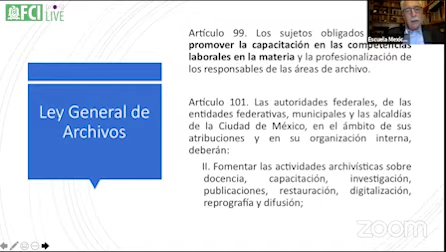 FCI LIVE
Escuela Mexic...
Artículo 99. Los sujetos obligados
promover la capacitación en las competencias
laborales en la materia y la profesionalización de
los responsables de las áreas de archivo.
Ley General de
Archivos
Artículo 101. Las autoridades federales, de las
entidades federativas, municipales y las alcaldías
de la Ciudad de México, en el ámbito de sus
atribuciones y en su organización interna,
deberán:
II. Fomentar las actividades archivísticas sobre
docencia, capacitación, investigación,
publicaciones, restauración, digitalización,
reprografía y difusión;
zoom